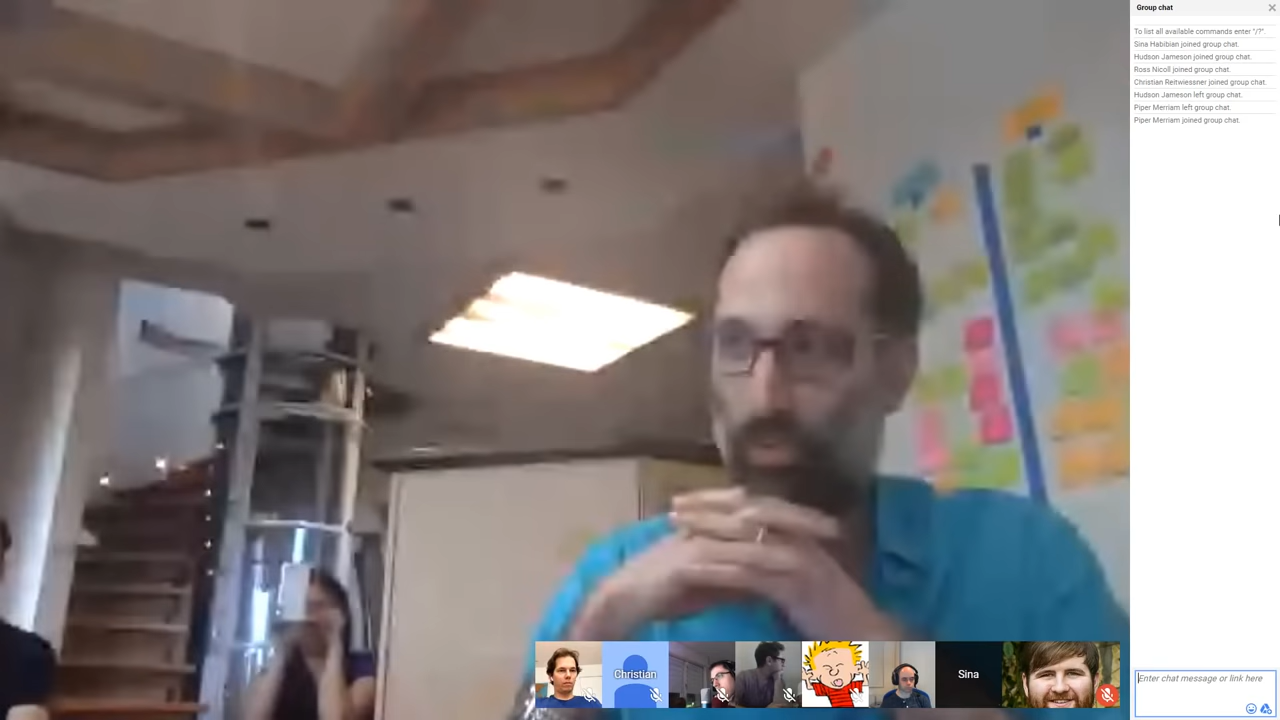 Group chat
To list all available commands enter "/?".
Sina Habibian joined group chat.
Hudson Jameson joined group chat.
Ross Nicoll joined group chat.
Christian Reitwiessner joined group chat.
Hudson Jameson left group chat.
Piper Merriam left group chat.
Piper Merriam joined group chat.
Christian
Sina
Enter chat message or link here